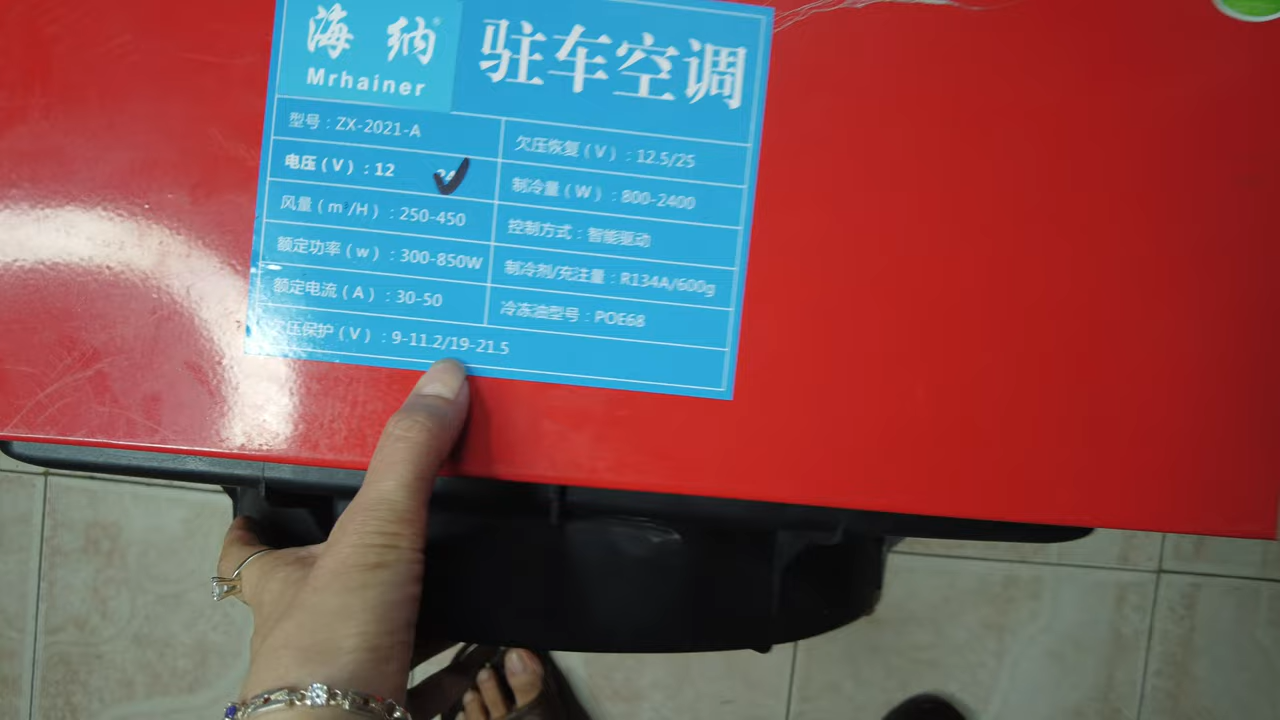 海纳®
Mrhainer
驻车空调
型号：ZX-2021-A
电压（V）：12 24
风量（m³/H）：250-450
额定功率（w）：300-850W
额定电流（A）：30-50
欠压保护（V）：9-11.2/19-21.5
欠压恢复（V）：12.5/25
制冷量（W）：800-2400
控制方式：智能驱动
制冷剂/充注量：R134A/600g
冷冻油型号：POE68